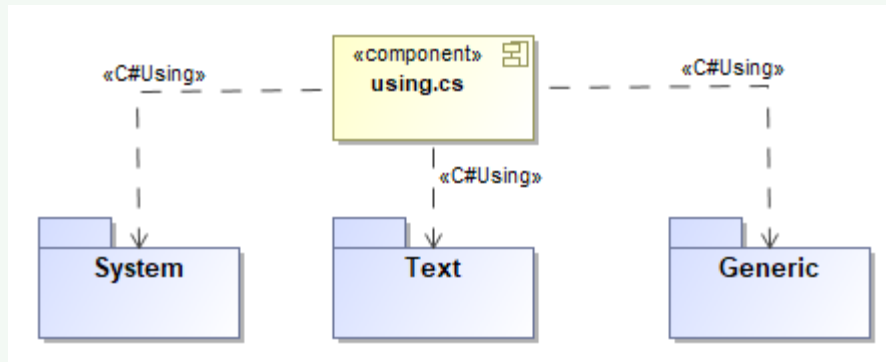 «component»
using.cs
«C#Using»
«C#Using»
«C#Using»
System
Text
Generic